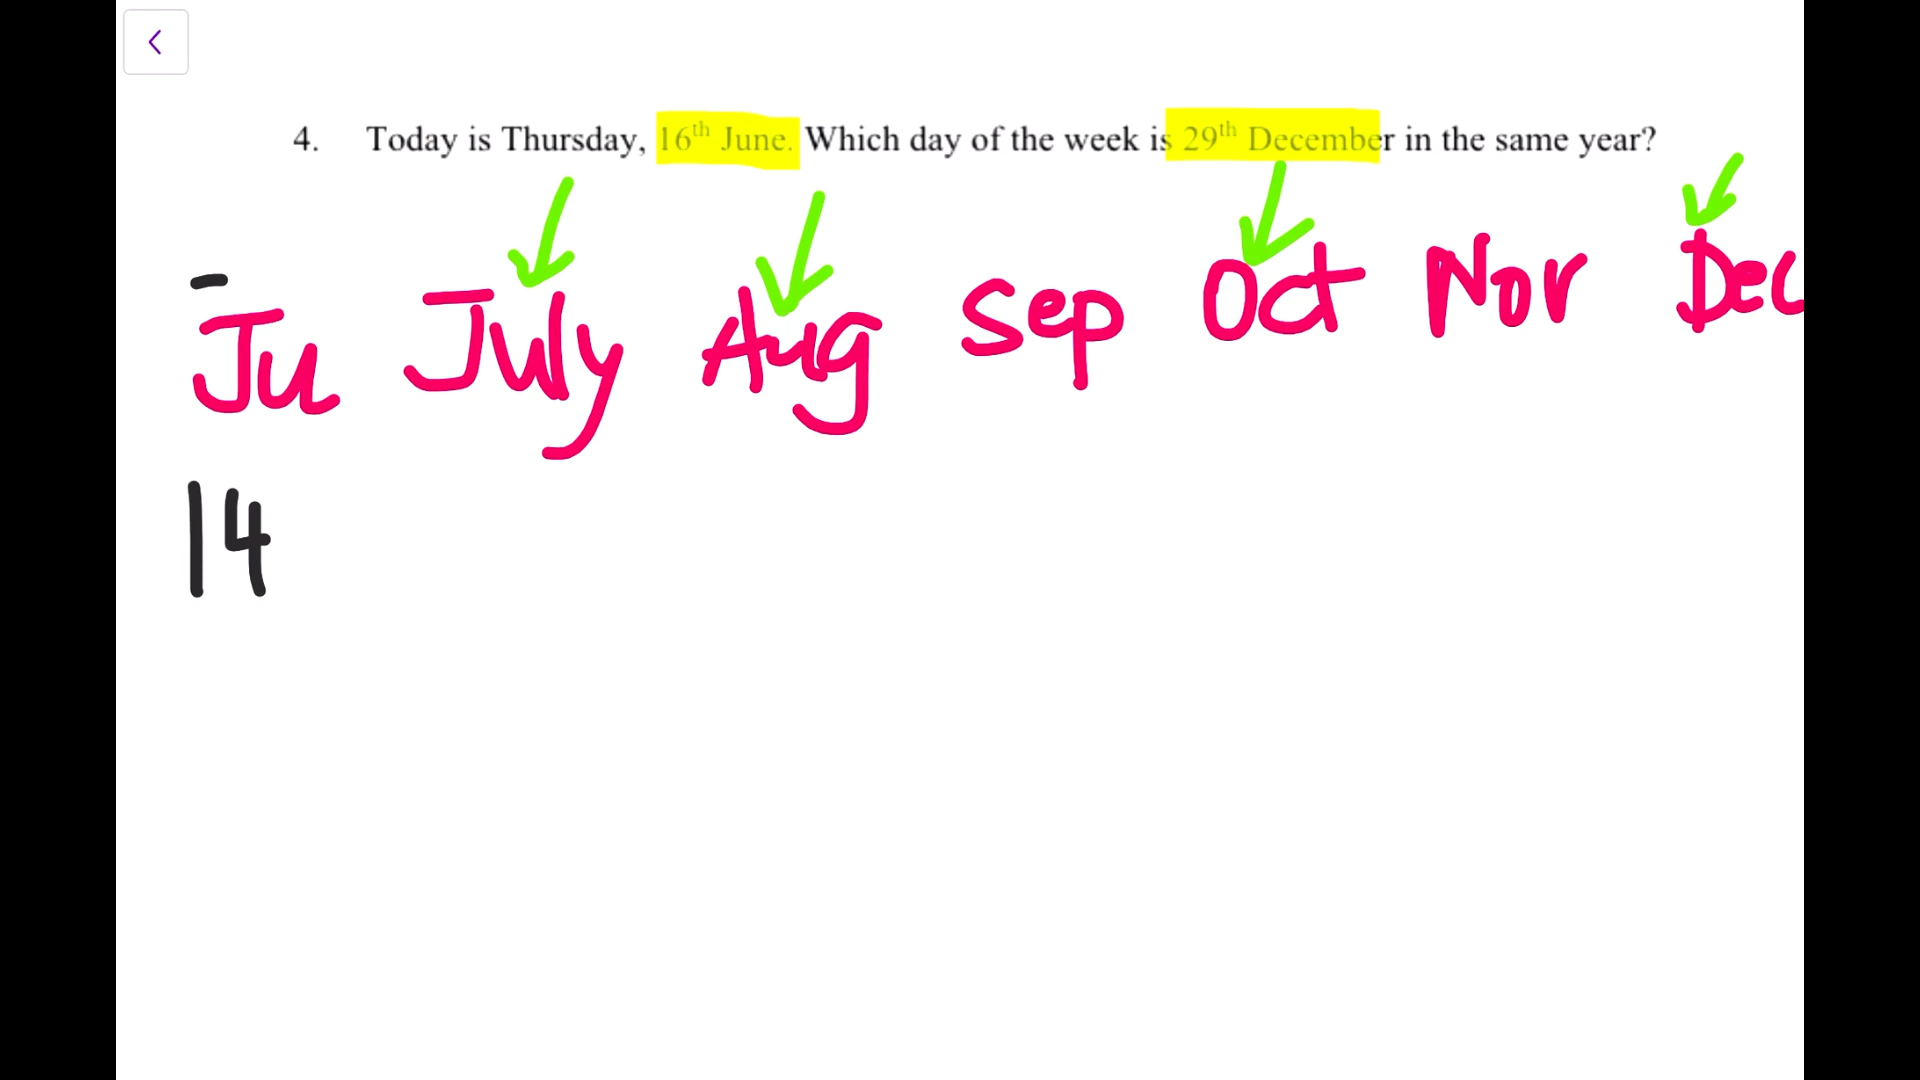 4. Today is Thursday, 16th June. Which day of the week is 29th December in the same year?
Ju July Aug Sep Oct Nov Dec
14